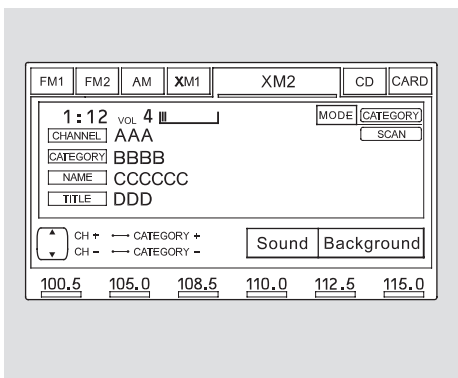 FM1 FM2 AM XM1 XM2 CD CARD
1:12 VOL 4 MODE CATEGORY
CHANNEL AAA SCAN
CATEGORY BBBB
NAME CCCCCC
TITLE DDD
CH + CATEGORY +
CH - CATEGORY -
Sound Background
100.5 105.0 108.5 110.0 112.5 115.0